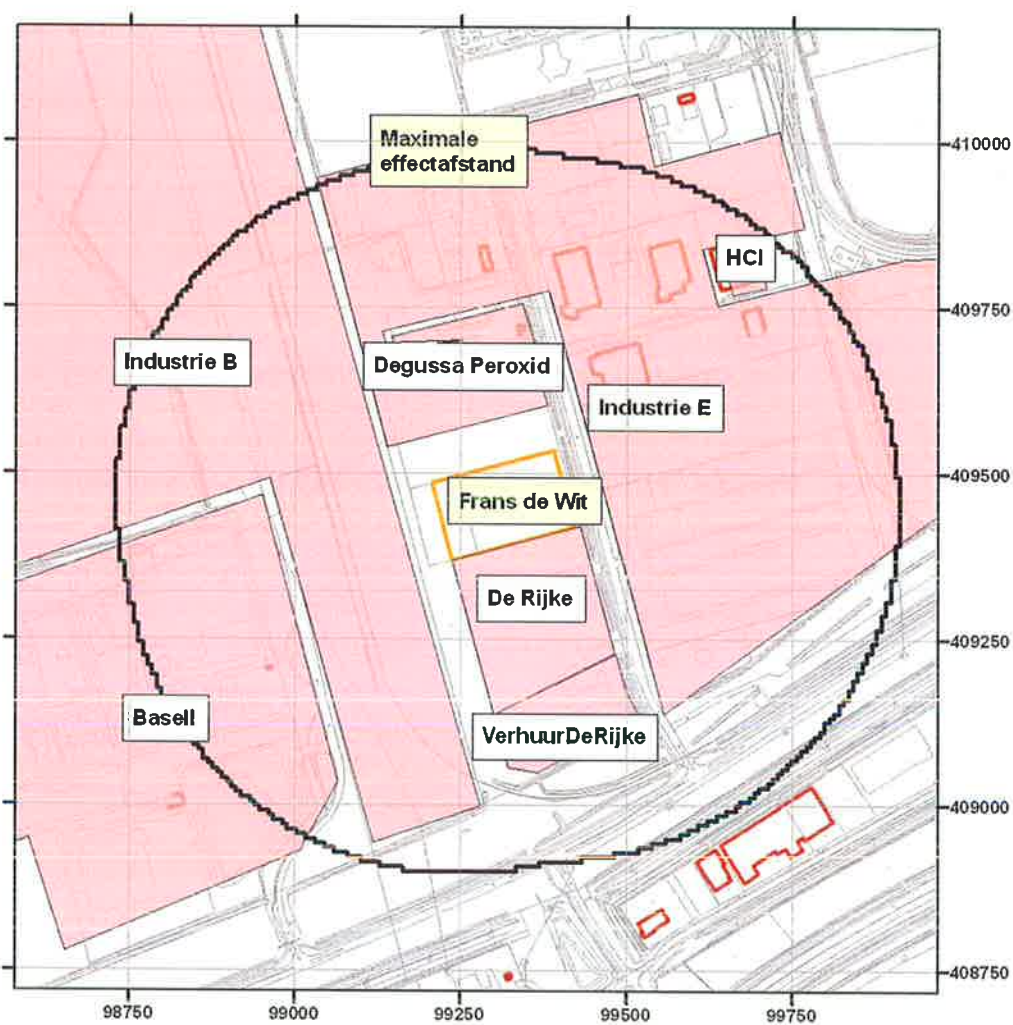 Maximale
effectafstand
410000
HCI
409750
Industrie B
Degussa Peroxid
Industrie E
409500
Frans de Wit
De Rijke
409250
Basell
VerhuurDeRijke
409000
408750
98750
99000
99250
99500
99750